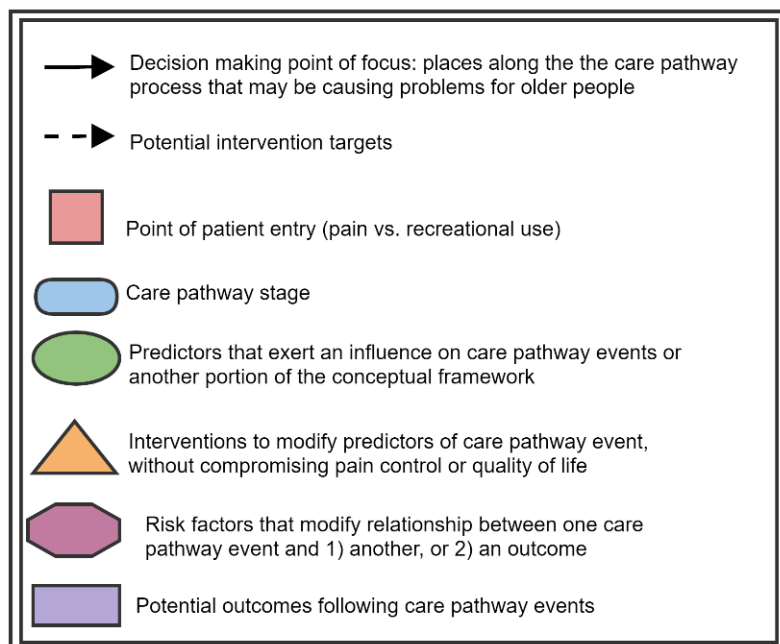 Decision making point of focus: places along the the care pathway
process that may be causing problems for older people
Potential intervention targets
Point of patient entry (pain vs. recreational use)
Care pathway stage
Predictors that exert an influence on care pathway events or
another portion of the conceptual framework
Interventions to modify predictors of care pathway event,
without compromising pain control or quality of life
Risk factors that modify relationship between one care
pathway event and 1) another, or 2) an outcome
Potential outcomes following care pathway events